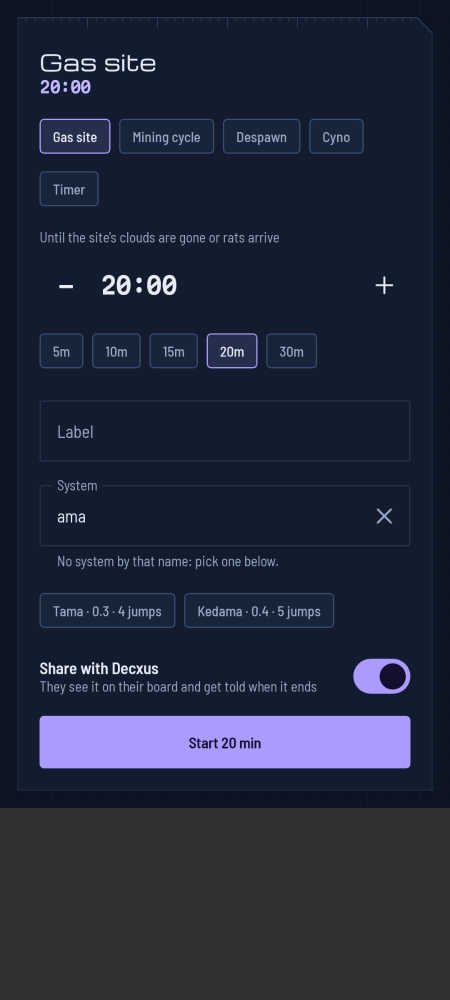 Gas site
20:00
Gas site
Mining cycle
Despawn
Cyno
Timer
Until the site's clouds are gone or rats arrive
− 20:00 +
5m
10m
15m
20m
30m
Label
System
ama
No system by that name: pick one below.
Tama · 0.3 · 4 jumps
Kedama · 0.4 · 5 jumps
Share with Decxus
They see it on their board and get told when it ends
Start 20 min